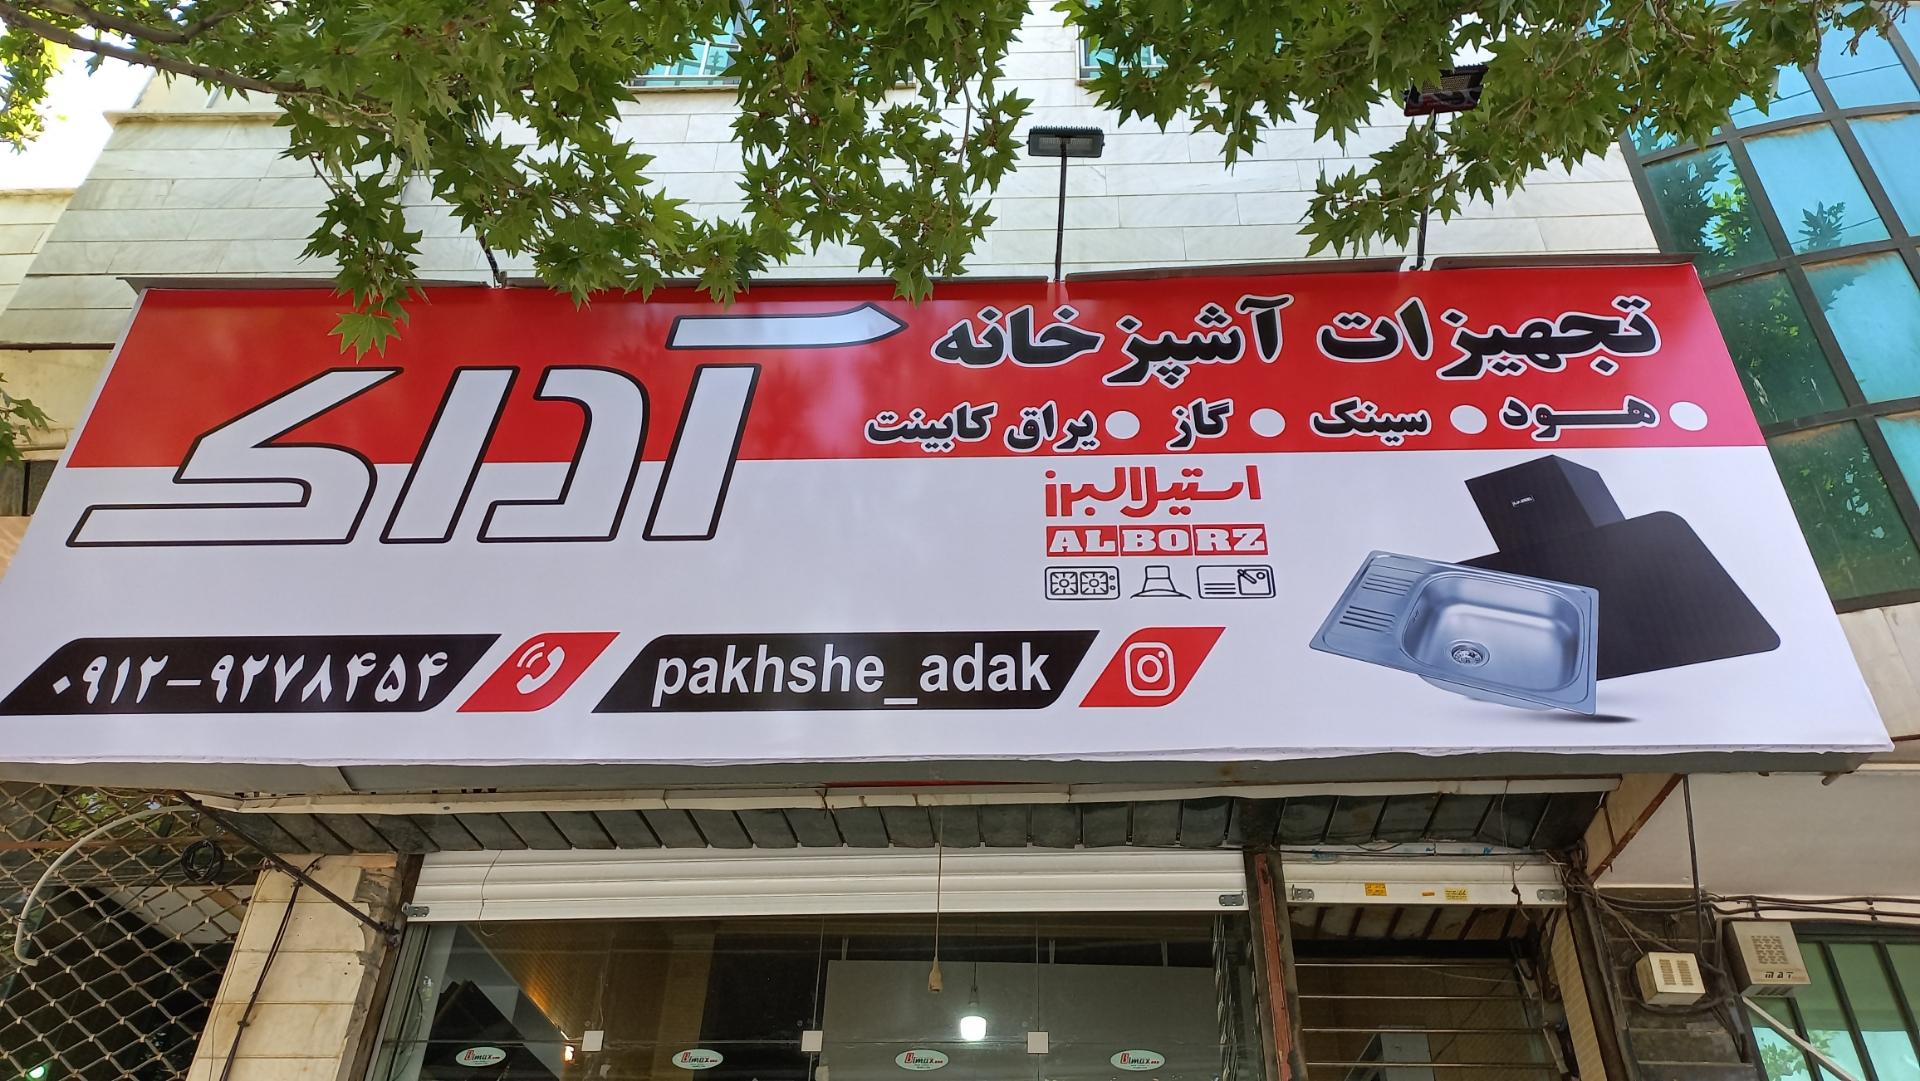 تجهیزات آشپزخانه
هود ● سینک ● گاز ● یراق کابینت
آداک
استیل البرز
ALBORZ
pakhshe_adak
۰۹۱۲-۹۲۷۸۴۵۴